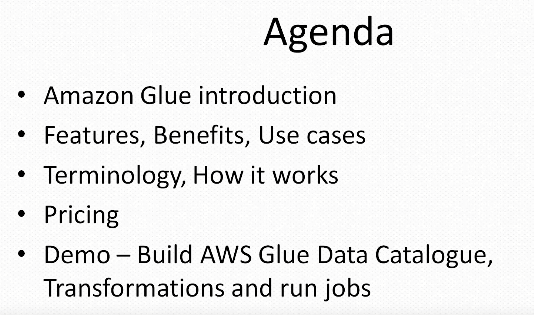 Agenda
• Amazon Glue introduction
• Features, Benefits, Use cases
• Terminology, How it works
• Pricing
• Demo – Build AWS Glue Data Catalogue,
Transformations and run jobs